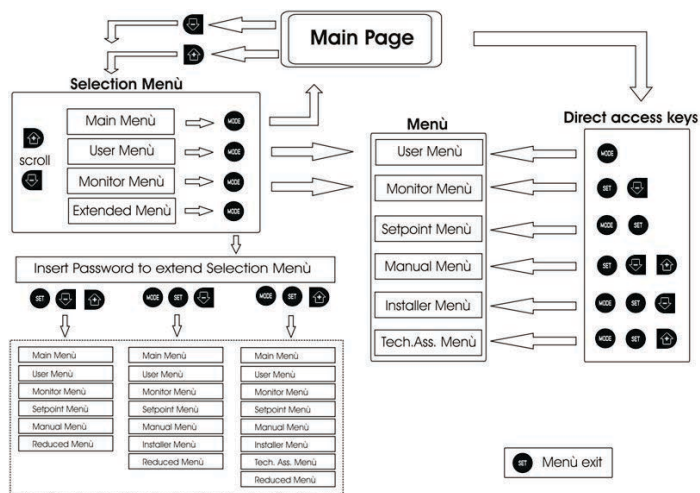 Main Page
Selection Menù
Main Menù MODE
User Menù MODE
scroll
Monitor Menù MODE
Extended Menù MODE
Insert Password to extend Selection Menù
SET - +
MODE SET -
MODE SET +
Main Menù
User Menù
Monitor Menù
Setpoint Menù
Manual Menù
Reduced Menù
Main Menù
User Menù
Monitor Menù
Setpoint Menù
Manual Menù
Installer Menù
Reduced Menù
Main Menù
User Menù
Monitor Menù
Setpoint Menù
Manual Menù
Installer Menù
Tech. Ass. Menù
Reduced Menù
Menù
User Menù
Monitor Menù
Setpoint Menù
Manual Menù
Installer Menù
Tech.Ass. Menù
Direct access keys
MODE
SET -
MODE SET
SET - +
MODE SET -
MODE SET +
SET Menù exit